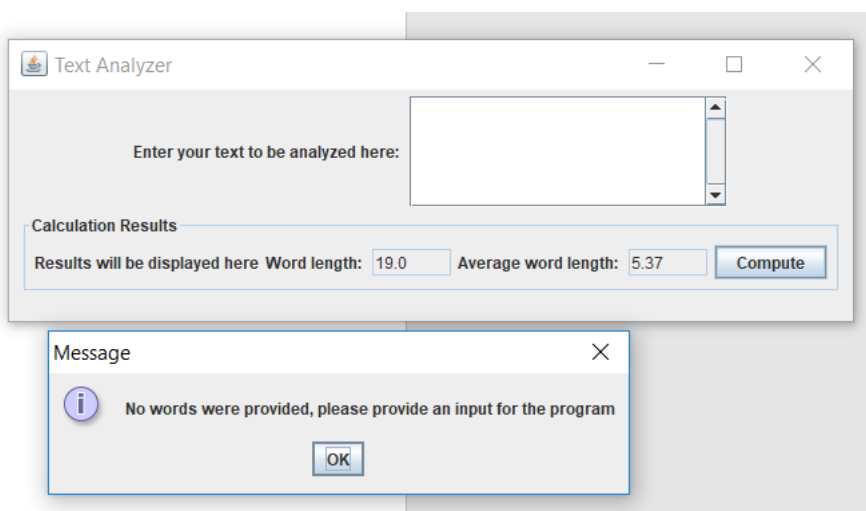 Text Analyzer
Enter your text to be analyzed here:
Calculation Results
Results will be displayed here Word length: 19.0 Average word length: 5.37 Compute
Message
No words were provided, please provide an input for the program
OK